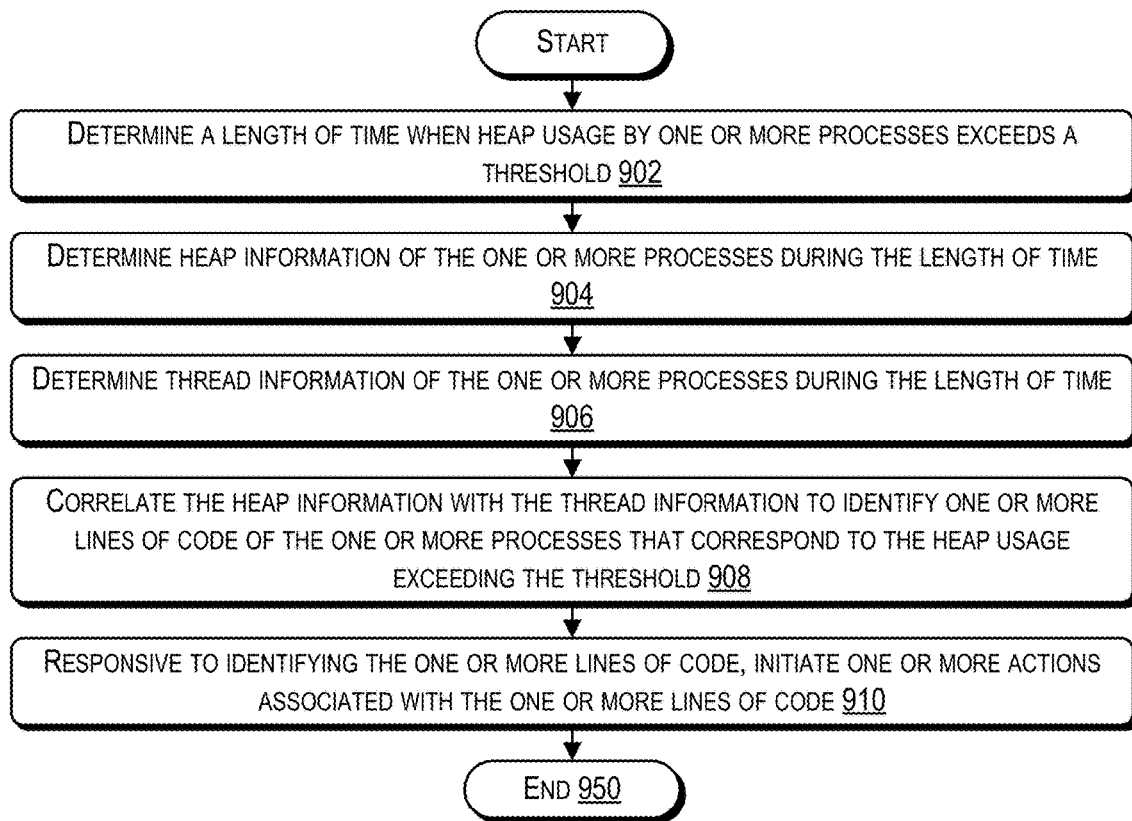 START
DETERMINE A LENGTH OF TIME WHEN HEAP USAGE BY ONE OR MORE PROCESSES EXCEEDS A
THRESHOLD 902
DETERMINE HEAP INFORMATION OF THE ONE OR MORE PROCESSES DURING THE LENGTH OF TIME
904
DETERMINE THREAD INFORMATION OF THE ONE OR MORE PROCESSES DURING THE LENGTH OF TIME
906
CORRELATE THE HEAP INFORMATION WITH THE THREAD INFORMATION TO IDENTIFY ONE OR MORE
LINES OF CODE OF THE ONE OR MORE PROCESSES THAT CORRESPOND TO THE HEAP USAGE
EXCEEDING THE THRESHOLD 908
RESPONSIVE TO IDENTIFYING THE ONE OR MORE LINES OF CODE, INITIATE ONE OR MORE ACTIONS
ASSOCIATED WITH THE ONE OR MORE LINES OF CODE 910
END 950